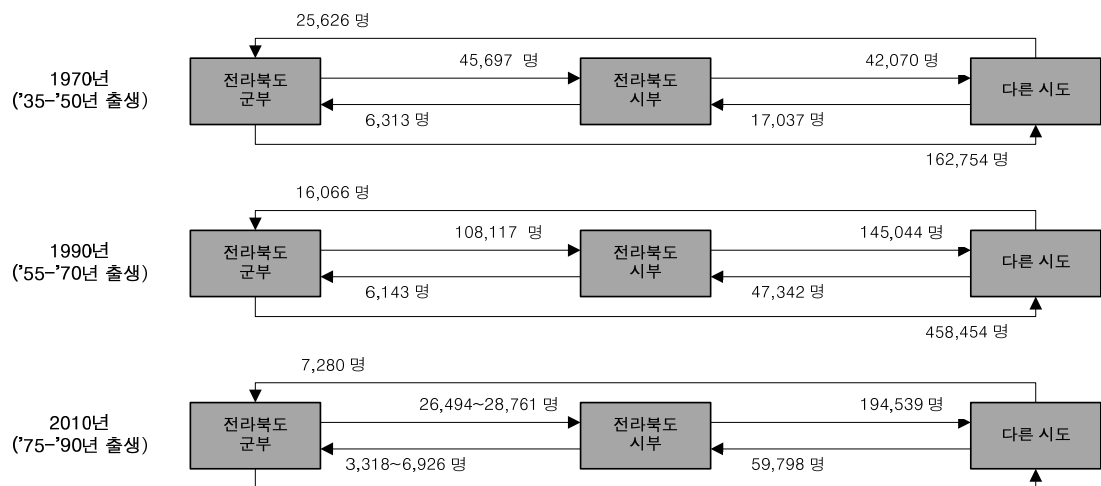 25,626 명
1970년
('35-'50년 출생)
전라북도
군부
45,697 명
6,313 명
전라북도
시부
42,070 명
17,037 명
다른 시도
162,754 명
16,066 명
1990년
('55-'70년 출생)
전라북도
군부
108,117 명
6,143 명
전라북도
시부
145,044 명
47,342 명
다른 시도
458,454 명
7,280 명
2010년
('75-'90년 출생)
전라북도
군부
26,494~28,761 명
3,318~6,926 명
전라북도
시부
194,539 명
59,798 명
다른 시도